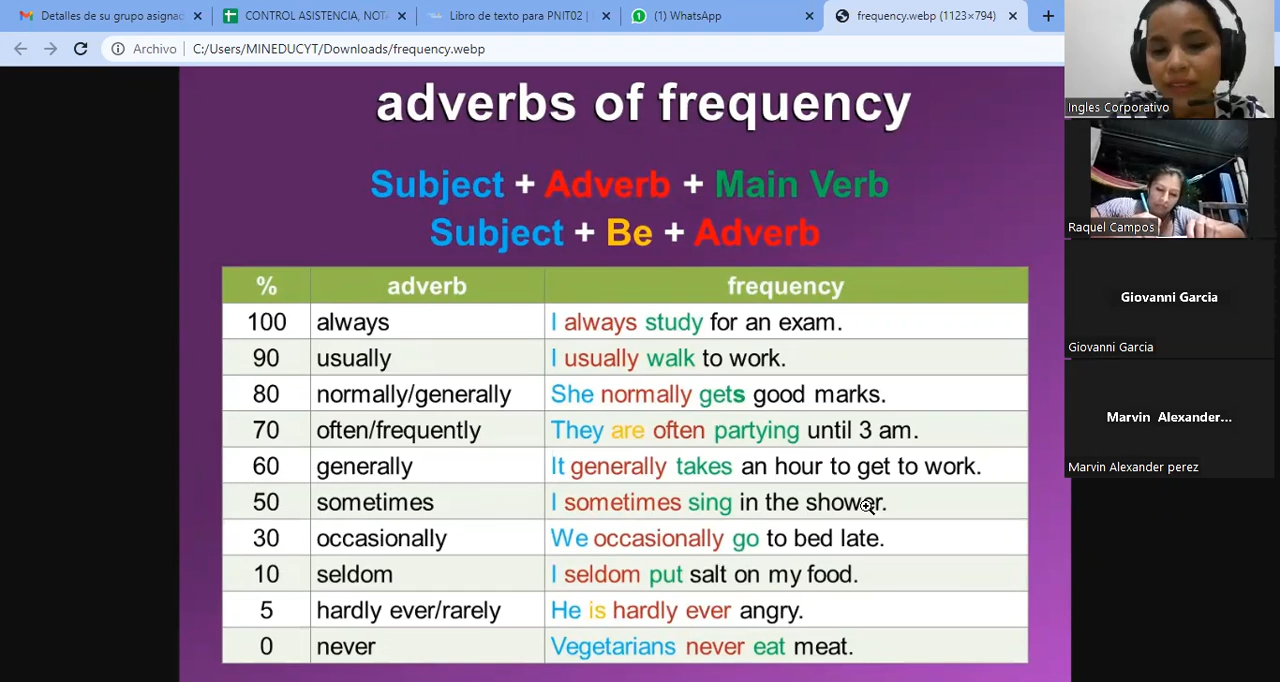 Detalles de su grupo asignad
CONTROL ASISTENCIA, NOT
Libro de texto para PNIT02 |
(1) WhatsApp
frequency.webp (1123×794)
Archivo
C:/Users/MINEDUCYT/Downloads/frequency.webp
adverbs of frequency
Subject + Adverb + Main Verb
Subject + Be + Adverb
% adverb frequency
100 always I always study for an exam.
90 usually I usually walk to work.
80 normally/generally She normally gets good marks.
70 often/frequently They are often partying until 3 am.
60 generally It generally takes an hour to get to work.
50 sometimes I sometimes sing in the shower.
30 occasionally We occasionally go to bed late.
10 seldom I seldom put salt on my food.
5 hardly ever/rarely He is hardly ever angry.
0 never Vegetarians never eat meat.
Ingles Corporativo
Raquel Campos
Giovanni Garcia
Giovanni Garcia
Marvin Alexander...
Marvin Alexander perez